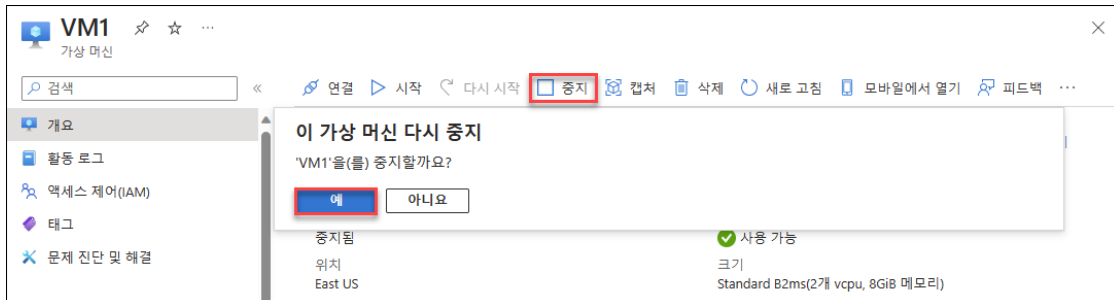 VM1
가상 머신
검색
연결 시작 다시 시작 중지 캡처 삭제 새로 고침 모바일에서 열기 피드백
개요
활동 로그
액세스 제어(IAM)
태그
문제 진단 및 해결
이 가상 머신 다시 중지
'VM1'을(를) 중지할까요?
예 아니요
중지됨 사용 가능
위치 크기
East US Standard B2ms(2개 vcpu, 8GiB 메모리)